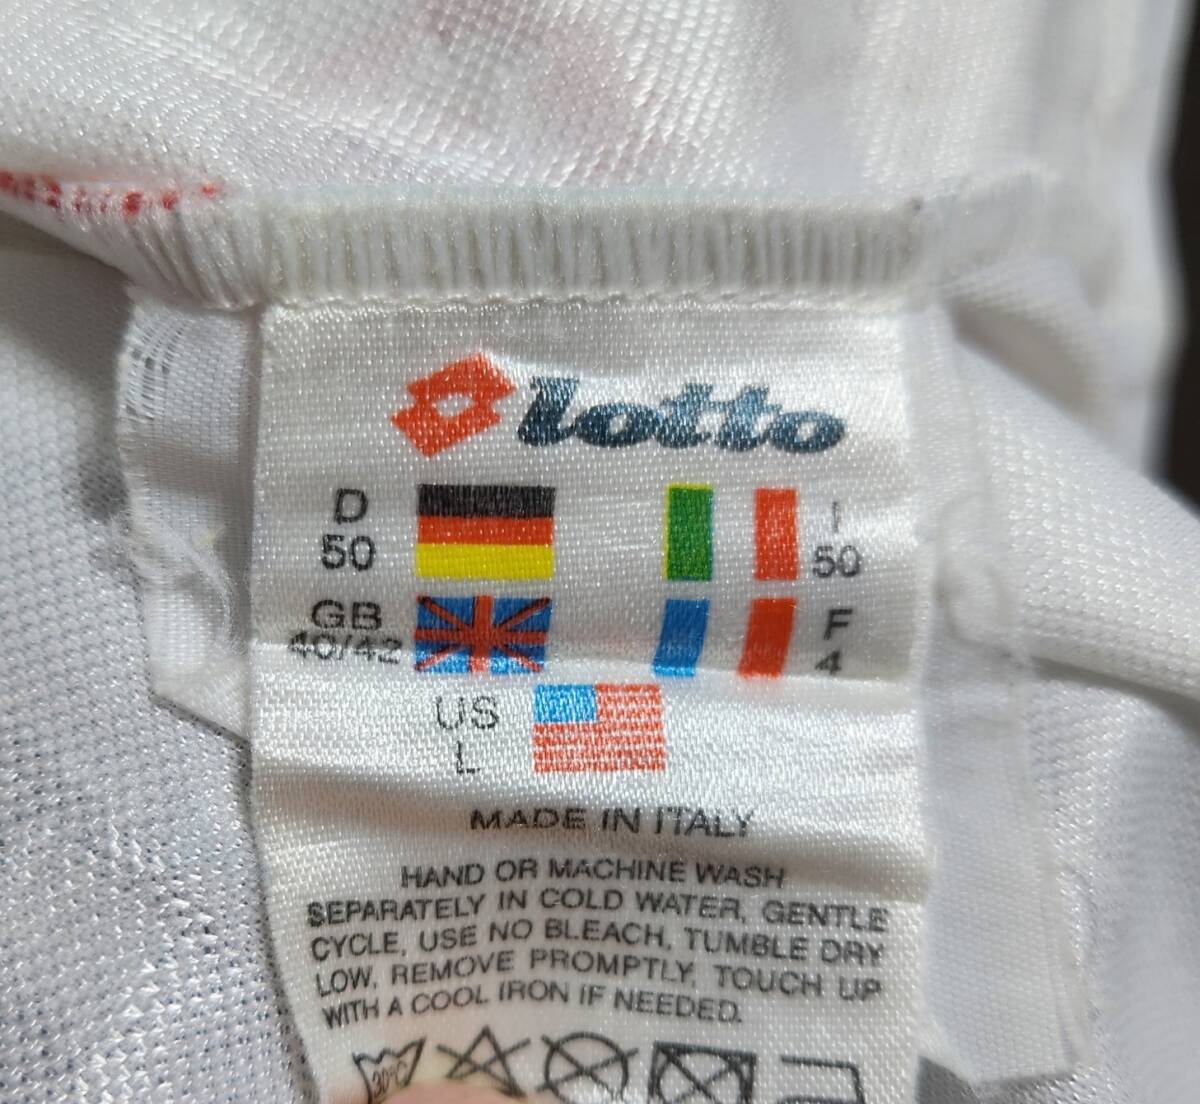 lotto
D
50
I
50
GB
40/42
F
4
US
L
MADE IN ITALY
HAND OR MACHINE WASH
SEPARATELY IN COLD WATER, GENTLE
CYCLE, USE NO BLEACH, TUMBLE DRY
LOW. REMOVE PROMPTLY, TOUCH UP
WITH A COOL IRON IF NEEDED.
30°C